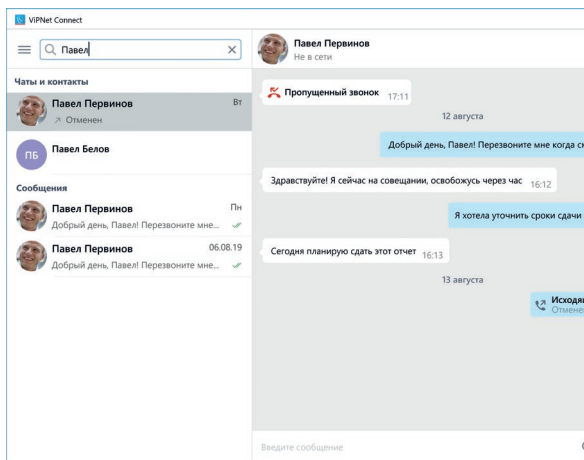 ViPNet Connect
Павел
Павел Первинов
Не в сети
Чаты и контакты
Павел Первинов Вт
Отменен
ПБ Павел Белов
Сообщения
Павел Первинов Пн
Добрый день, Павел! Перезвоните мне...
Павел Первинов 06.08.19
Добрый день, Павел! Перезвоните мне...
Пропущенный звонок 17:11
12 августа
Добрый день, Павел! Перезвоните мне когда
Здравствуйте! Я сейчас на совещании, освобожусь через час 16:12
Я хотела уточнить сроки сдачи
Сегодня планирую сдать этот отчет 16:13
13 августа
Введите сообщение